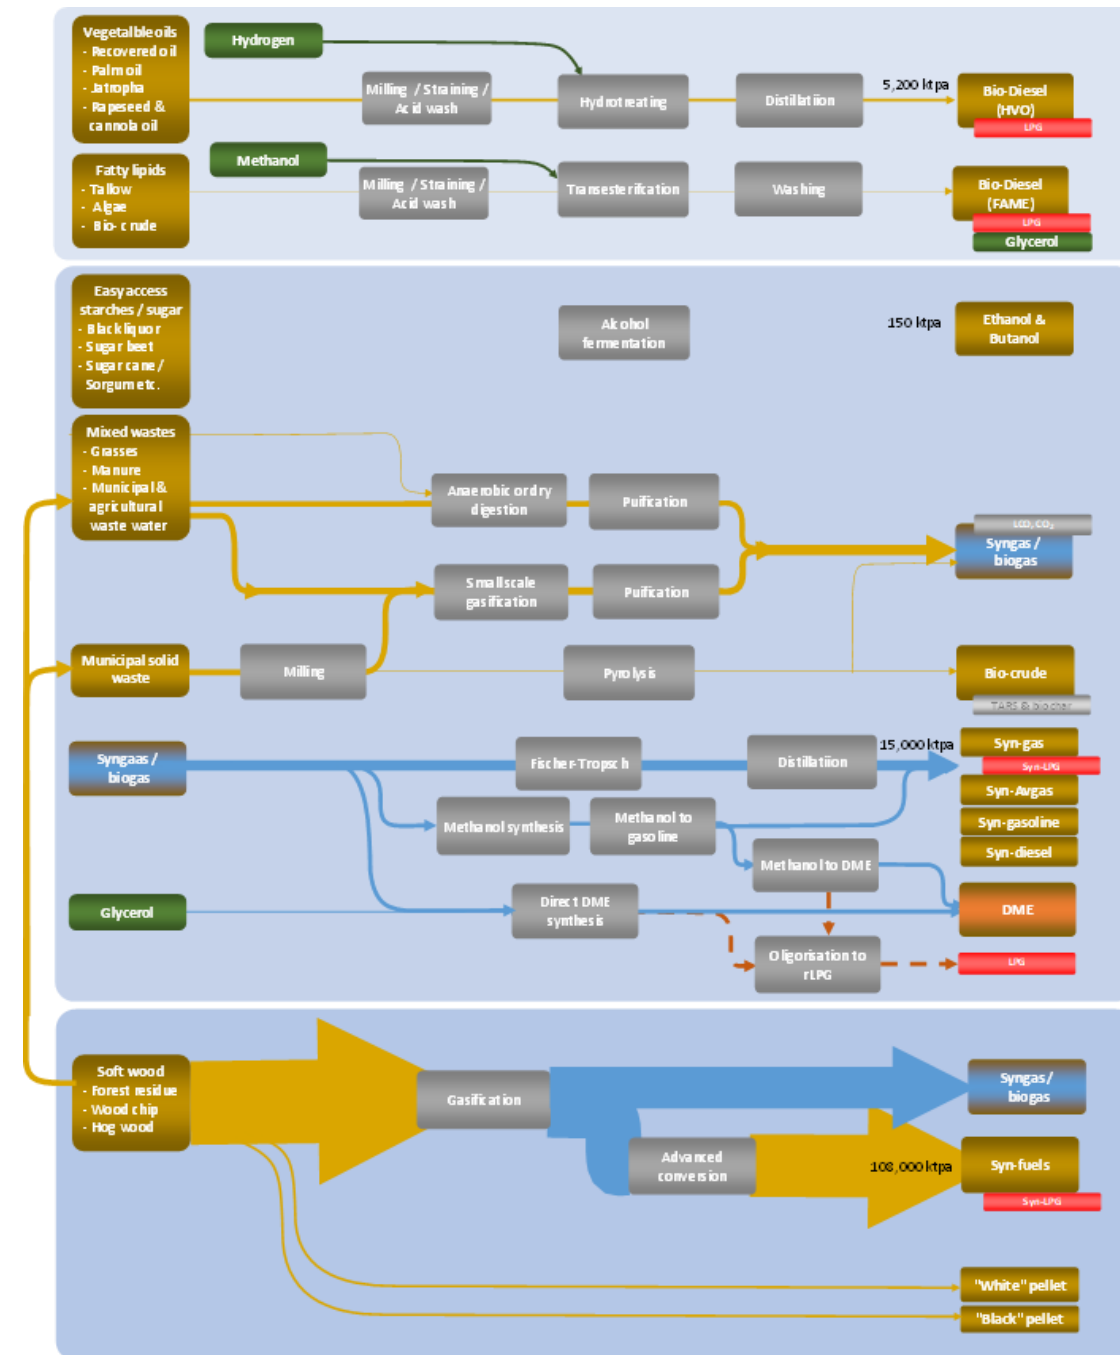 Vegetalble oils
- Recovered oil
- Palm oil
- Jatropha
- Rapeseed &
cannola oil
Hydrogen
Milling / Straining /
Acid wash
Hydrotreating
Distillatiion
5,200 ktpa
Bio-Diesel
(HVO)
LPG
Fatty lipids
- Tallow
- Algae
- Bio- crude
Methanol
Milling / Straining /
Acid wash
Transesterifcation
Washing
Bio-Diesel
(FAME)
LPG
Glycerol
Easy access
starches / sugar
- Black liquor
- Sugar beet
- Sugar cane /
Sorgum etc.
Alcohol
fermentation
150 ktpa
Ethanol &
Butanol
Mixed wastes
- Grasses
- Manure
- Municipal &
agricultural
waste water
Anaerobic or dry
digestion
Puification
LCO, CO₂
Syngas /
biogas
Small scale
gasification
Puification
Municipal solid
waste
Milling
Pyrolysis
Bio-crude
TARS & biochar
Syngaas /
biogas
Fischer-Tropsch
Distillatiion
15,000 ktpa
Syn-gas
Syn-LPG
Syn-Avgas
Methanol synthesis
Methanol to
gasoline
Syn-gasoline
Syn-diesel
Methanol to DME
Glycerol
Direct DME
synthesis
DME
Oligorisation to
rLPG
LPG
Soft wood
- Forest residue
- Wood chip
- Hog wood
Gasification
Syngas /
biogas
Advanced
conversion
108,000 ktpa
Syn-fuels
Syn-LPG
"White" pellet
"Black" pellet